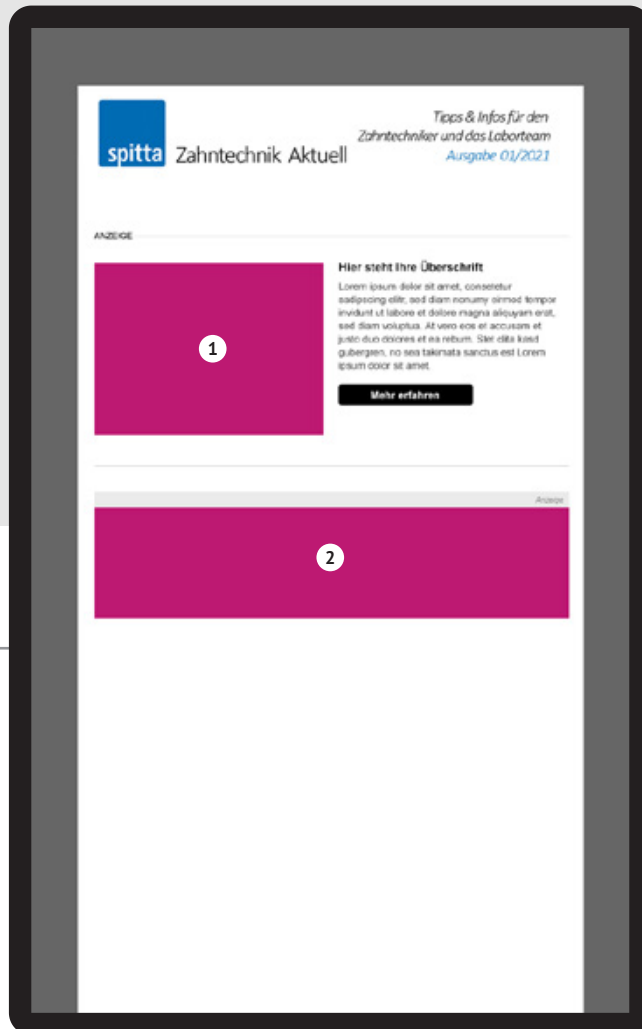 spitta
Zahntechnik Aktuell
Tipps & Infos für den
Zahntechniker und das Laborteam
Ausgabe 01/2021
ANZEIGE
1
Hier steht Ihre Überschrift
Lorem ipsum dolor sit amet, consetetur
sadipscing elitr, sed diam nonumy eirmod tempor
invidunt ut labore et dolore magna aliquyam erat,
sed diam voluptua. At vero eos et accusam et
justo duo dolores et ea rebum. Stet clita kasd
gubergren, no sea takimata sanctus est Lorem
ipsum dolor sit amet.
Mehr erfahren
Anzeige
2